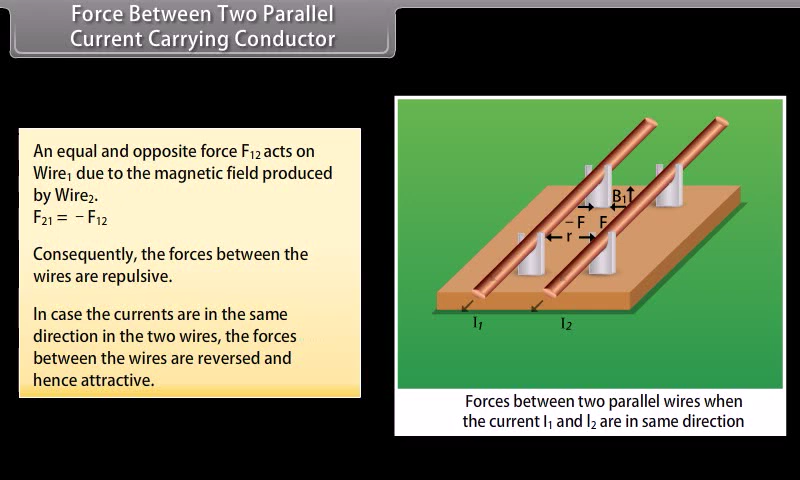 Force Between Two Parallel
Current Carrying Conductor
An equal and opposite force F₁₂ acts on
Wire₁ due to the magnetic field produced
by Wire₂.
F₂₁ = − F₁₂
Consequently, the forces between the
wires are repulsive.
In case the currents are in the same
direction in the two wires, the forces
between the wires are reversed and
hence attractive.
B₁
− F F
r
I₁ I₂
Forces between two parallel wires when
the current I₁ and I₂ are in same direction